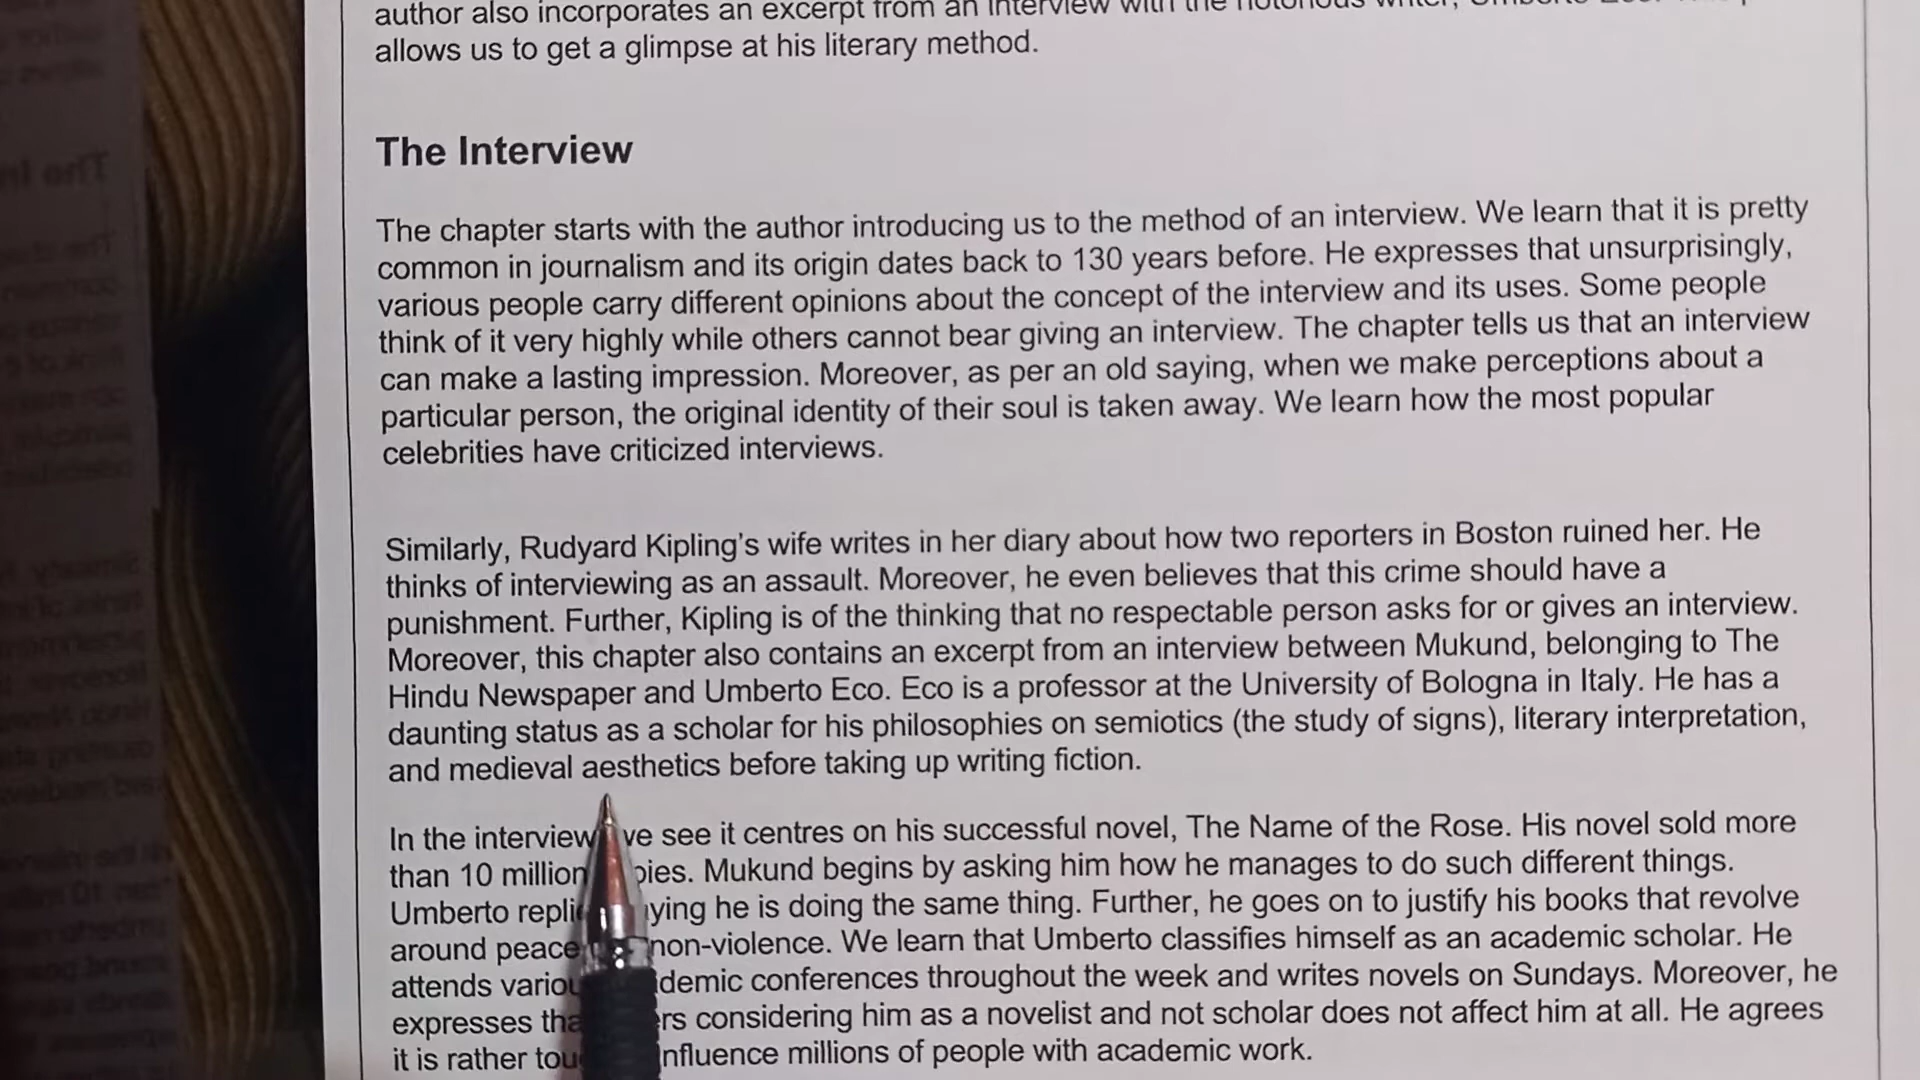 author also incorporates an excerpt from an interview with the notorious writer, Umberto
allows us to get a glimpse at his literary method.
The Interview
The chapter starts with the author introducing us to the method of an interview. We learn that it is pretty
common in journalism and its origin dates back to 130 years before. He expresses that unsurprisingly,
various people carry different opinions about the concept of the interview and its uses. Some people
think of it very highly while others cannot bear giving an interview. The chapter tells us that an interview
can make a lasting impression. Moreover, as per an old saying, when we make perceptions about a
particular person, the original identity of their soul is taken away. We learn how the most popular
celebrities have criticized interviews.
Similarly, Rudyard Kipling's wife writes in her diary about how two reporters in Boston ruined her. He
thinks of interviewing as an assault. Moreover, he even believes that this crime should have a
punishment. Further, Kipling is of the thinking that no respectable person asks for or gives an interview.
Moreover, this chapter also contains an excerpt from an interview between Mukund, belonging to The
Hindu Newspaper and Umberto Eco. Eco is a professor at the University of Bologna in Italy. He has a
daunting status as a scholar for his philosophies on semiotics (the study of signs), literary interpretation,
and medieval aesthetics before taking up writing fiction.
In the interview we see it centres on his successful novel, The Name of the Rose. His novel sold more
than 10 million pies. Mukund begins by asking him how he manages to do such different things.
Umberto repli ying he is doing the same thing. Further, he goes on to justify his books that revolve
around peace non-violence. We learn that Umberto classifies himself as an academic scholar. He
attends variou demic conferences throughout the week and writes novels on Sundays. Moreover, he
expresses tha rs considering him as a novelist and not scholar does not affect him at all. He agrees
it is rather tou nfluence millions of people with academic work.